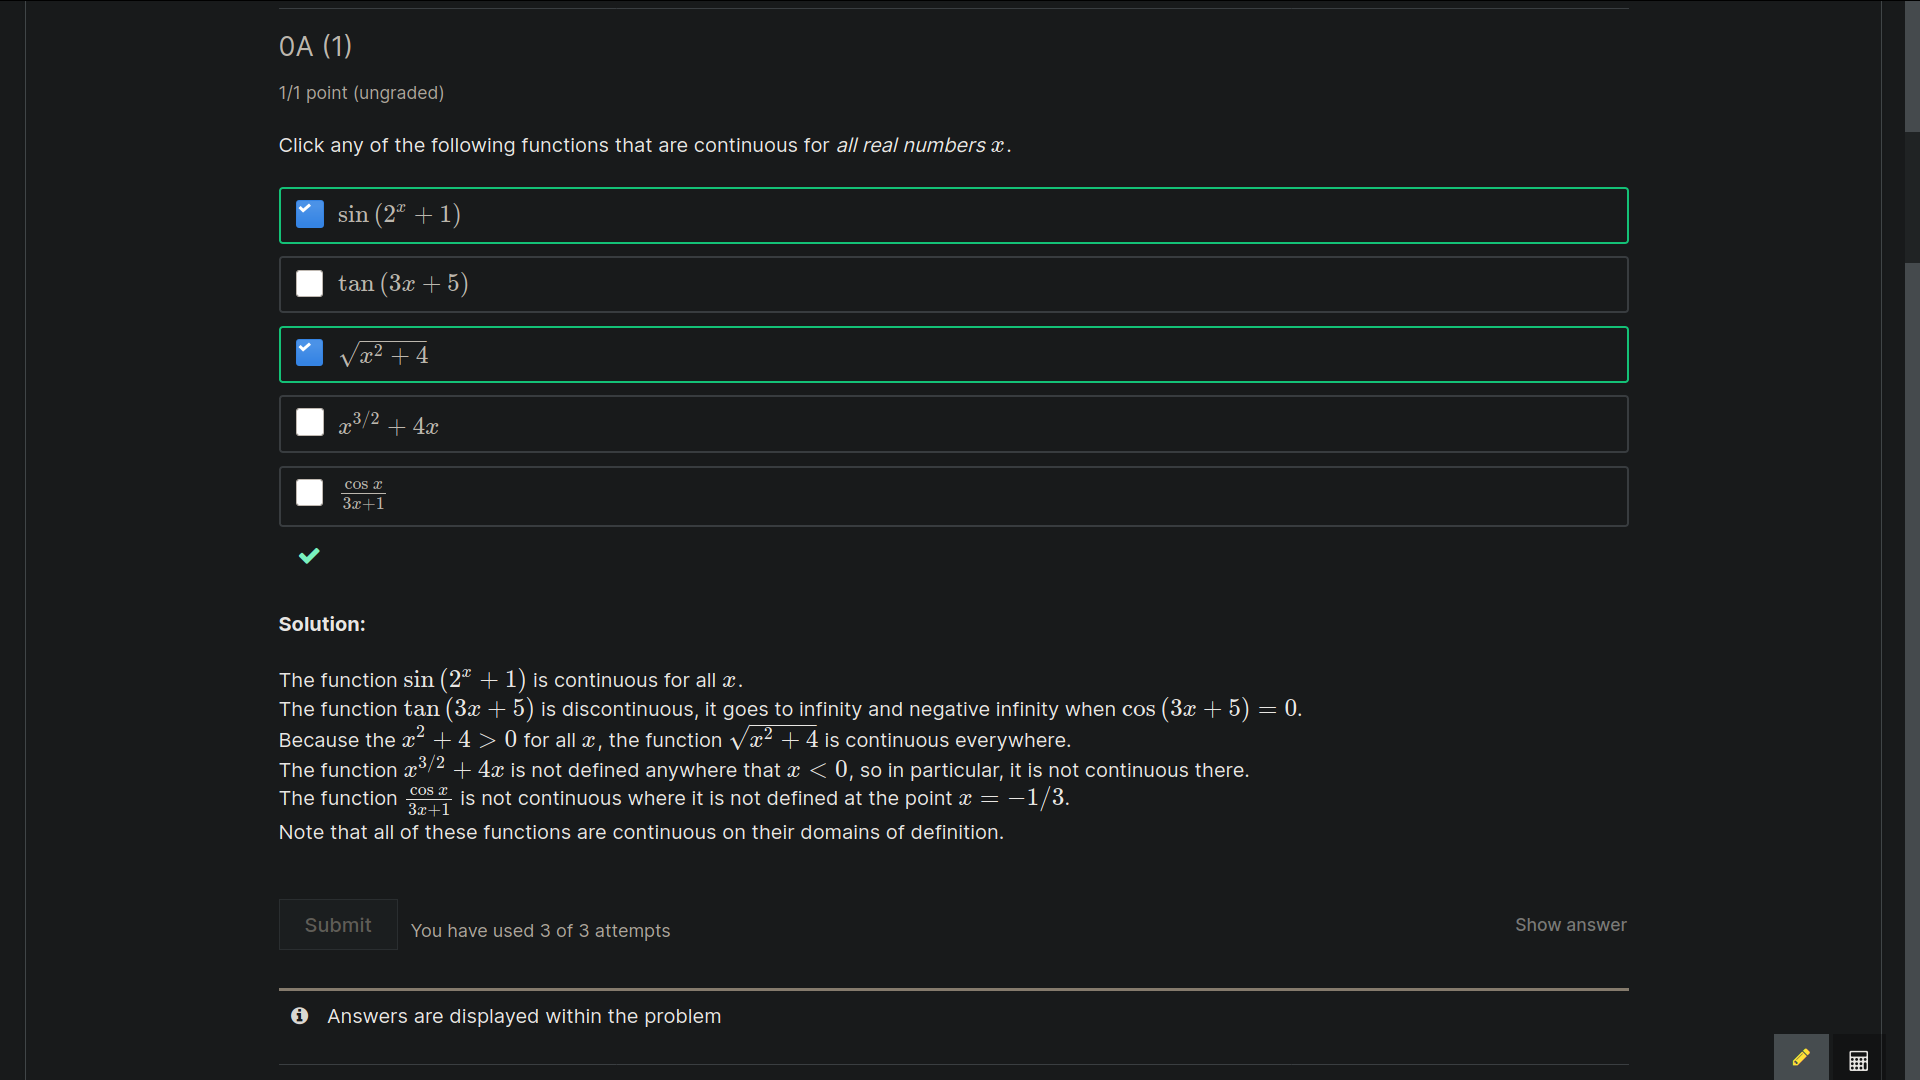 0A (1)
1/1 point (ungraded)
Click any of the following functions that are continuous for all real numbers x.
sin (2^x + 1)
tan (3x + 5)
√(x² + 4)
x^{3/2} + 4x
cos x / 3x+1
Solution:
The function sin (2^x + 1) is continuous for all x.
The function tan (3x + 5) is discontinuous, it goes to infinity and negative infinity when cos (3x + 5) = 0.
Because the x² + 4 > 0 for all x, the function √(x² + 4) is continuous everywhere.
The function x^{3/2} + 4x is not defined anywhere that x < 0, so in particular, it is not continuous there.
The function cos x / 3x+1 is not continuous where it is not defined at the point x = −1/3.
Note that all of these functions are continuous on their domains of definition.
Submit You have used 3 of 3 attempts Show answer
Answers are displayed within the problem